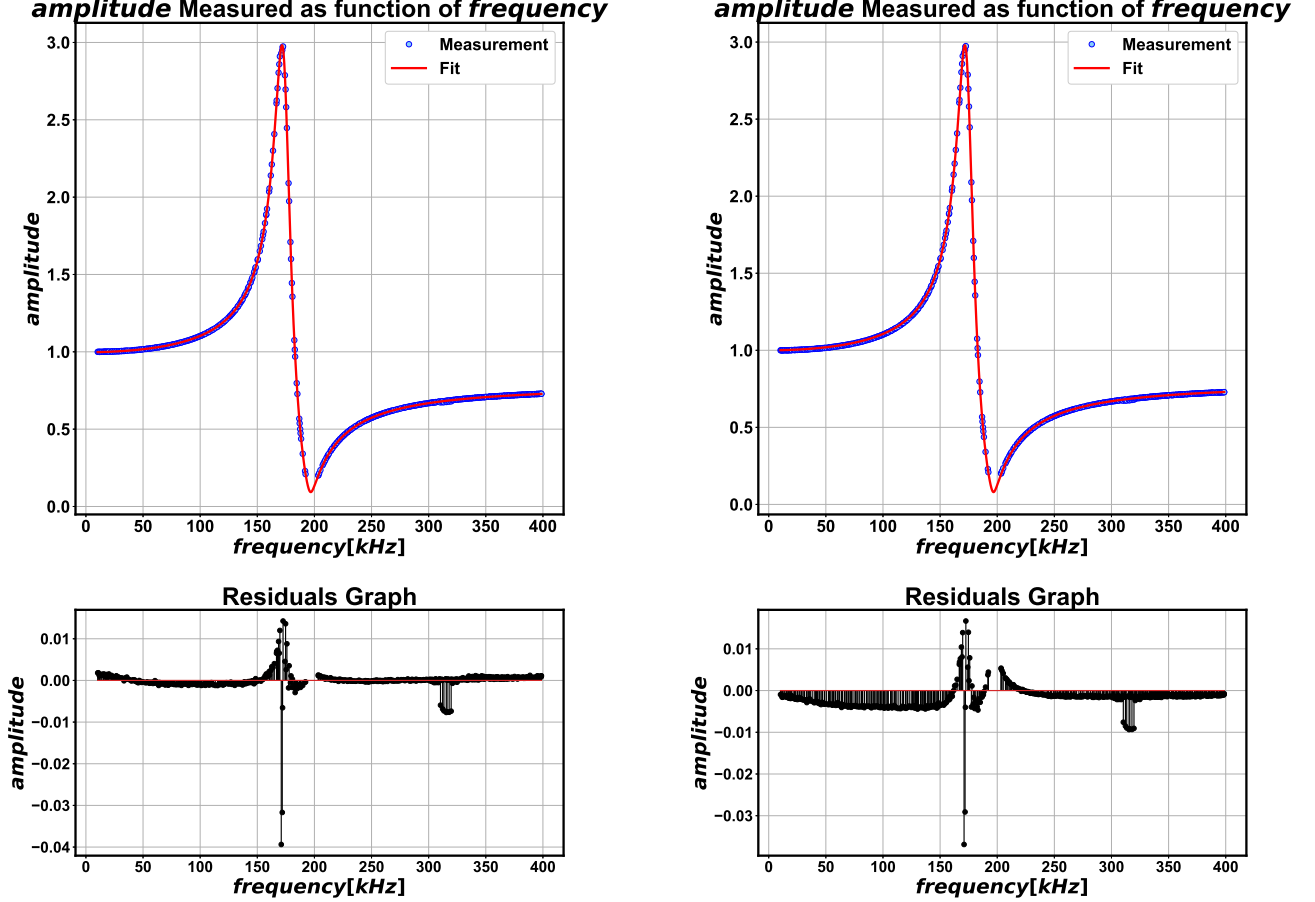 amplitude Measured as function of frequency
3.0
2.5
2.0
1.5
1.0
0.5
0.0
amplitude
Measurement
Fit
0 50 100 150 200 250 300 350 400
frequency[kHz]
amplitude Measured as function of frequency
3.0
2.5
2.0
1.5
1.0
0.5
0.0
amplitude
Measurement
Fit
0 50 100 150 200 250 300 350 400
frequency[kHz]
Residuals Graph
0.01
0.00
−0.01
−0.02
−0.03
−0.04
amplitude
0 50 100 150 200 250 300 350 400
frequency[kHz]
Residuals Graph
0.01
0.00
−0.01
−0.02
−0.03
amplitude
0 50 100 150 200 250 300 350 400
frequency[kHz]